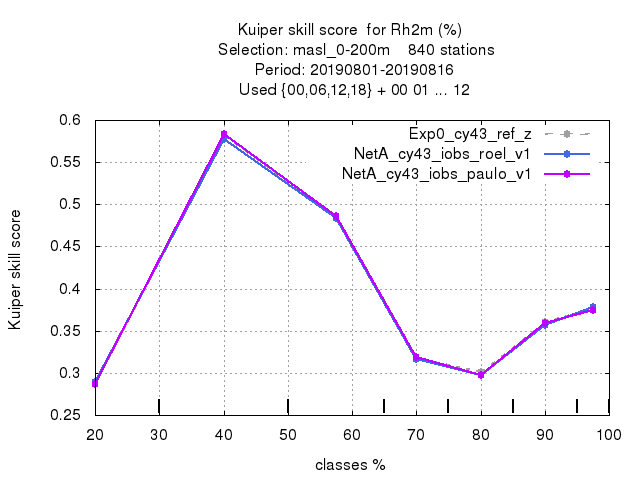 Kuiper skill score  for Rh2m (%)
Selection: masl_0-200m    840 stations
Period: 20190801-20190816
Used {00,06,12,18} + 00 01 ... 12
Exp0_cy43_ref_z
NetA_cy43_iobs_roel_v1
NetA_cy43_iobs_paulo_v1
Kuiper skill score
0.6
0.55
0.5
0.45
0.4
0.35
0.3
0.25
20 30 40 50 60 70 80 90 100
classes %